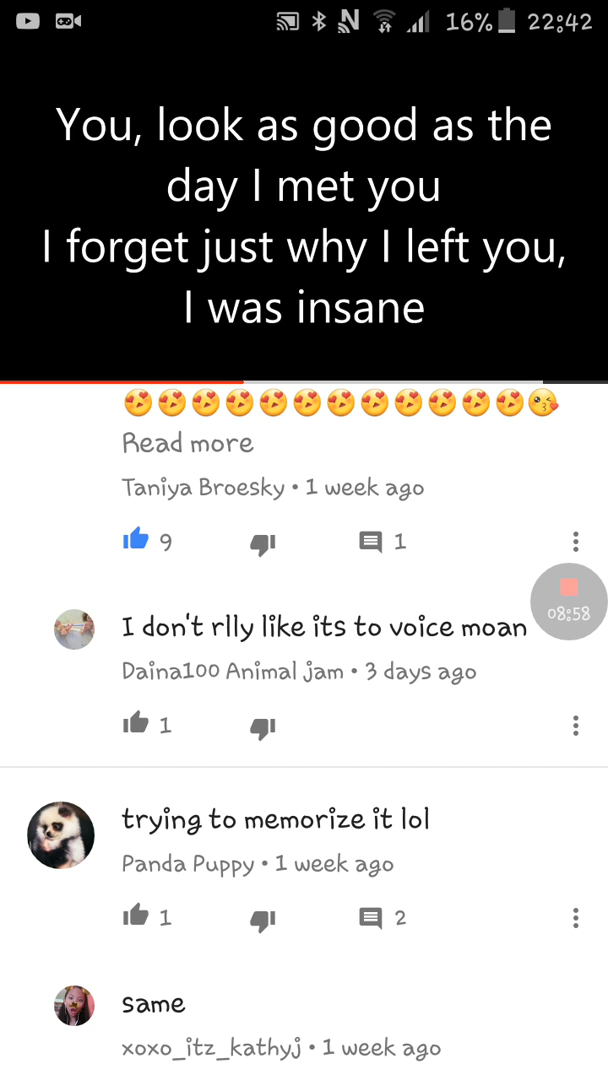 16% 22:42
You, look as good as the
day I met you
I forget just why I left you,
I was insane
😍😍😍😍😍😍😍😍😍😍😍😍😘
Read more
Taniya Broesky • 1 week ago
9 1
08:58
I don't rlly like its to voice moan
Daina100 Animal jam • 3 days ago
1
trying to memorize it lol
Panda Puppy • 1 week ago
1 2
same
xoxo_itz_kathyj • 1 week ago